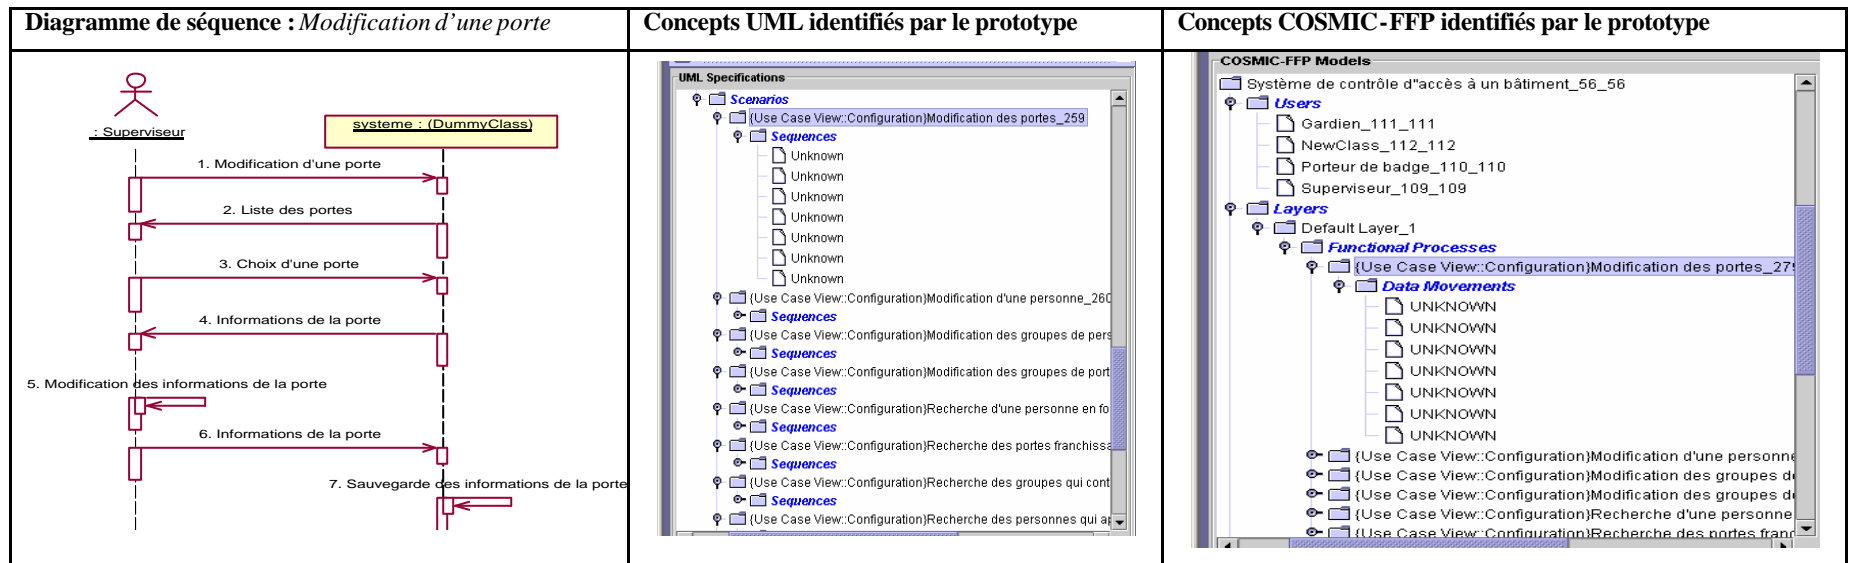 Diagramme de séquence : Modification d'une porte
: Superviseur
systeme : (DummyClass)
1. Modification d'une porte
2. Liste des portes
3. Choix d'une porte
4. Informations de la porte
5. Modification des informations de la porte
6. Informations de la porte
7. Sauvegarde des informations de la porte
Concepts UML identifiés par le prototype
UML Specifications
Scenarios
{Use Case View::Configuration}Modification des portes_259
Sequences
Unknown
Unknown
Unknown
Unknown
Unknown
Unknown
Unknown
{Use Case View::Configuration}Modification d'une personne_260
Sequences
{Use Case View::Configuration}Modification des groupes de pers
Sequences
{Use Case View::Configuration}Modification des groupes de port
Sequences
{Use Case View::Configuration}Recherche d'une personne en fo
Sequences
{Use Case View::Configuration}Recherche des portes franchissa
Sequences
{Use Case View::Configuration}Recherche des groupes qui cont
Sequences
{Use Case View::Configuration}Recherche des personnes qui a
Concepts COSMIC-FFP identifiés par le prototype
COSMIC-FFP Models
Système de contrôle d"accès à un bâtiment_56_56
Users
Gardien_111_111
NewClass_112_112
Porteur de badge_110_110
Superviseur_109_109
Layers
Default Layer_1
Functional Processes
{Use Case View::Configuration}Modification des portes_27
Data Movements
UNKNOWN
UNKNOWN
UNKNOWN
UNKNOWN
UNKNOWN
UNKNOWN
UNKNOWN
{Use Case View::Configuration}Modification d'une personne
{Use Case View::Configuration}Modification des groupes d
{Use Case View::Configuration}Modification des groupes d
{Use Case View::Configuration}Recherche d'une personne
{Use Case View::Configuration}Recherche des portes franc